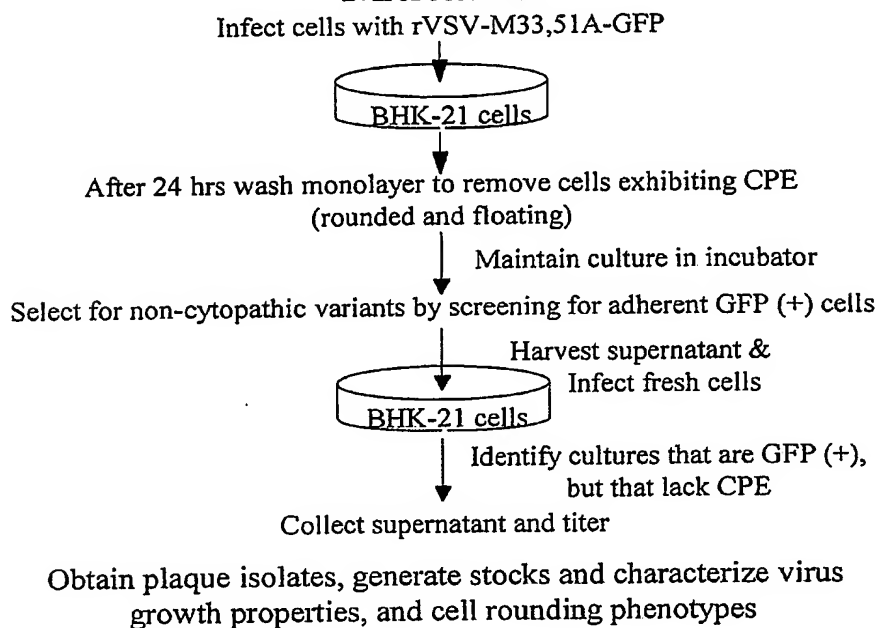 Infect cells with rVSV-M33,51A-GFP
BHK-21 cells
After 24 hrs wash monolayer to remove cells exhibiting CPE
(rounded and floating)
Maintain culture in incubator
Select for non-cytopathic variants by screening for adherent GFP (+) cells
Harvest supernatant &
Infect fresh cells
BHK-21 cells
Identify cultures that are GFP (+),
but that lack CPE
Collect supernatant and titer
Obtain plaque isolates, generate stocks and characterize virus
growth properties, and cell rounding phenotypes